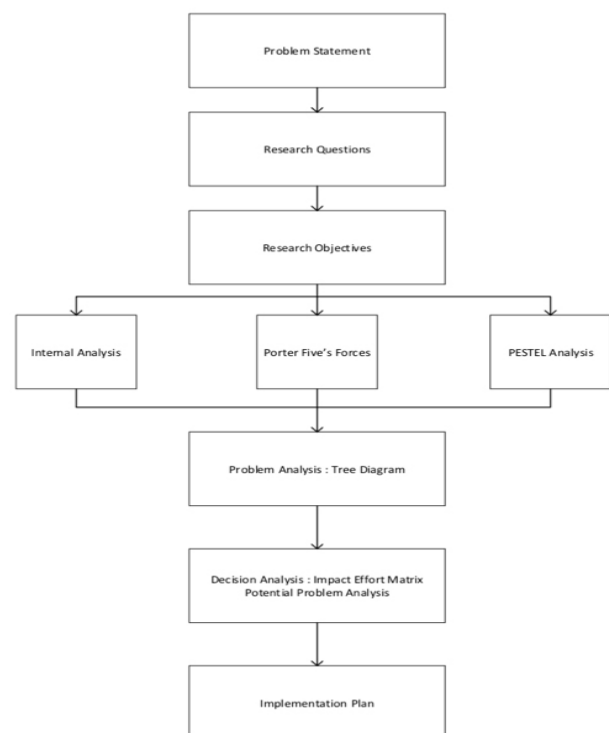 Problem Statement
Research Questions
Research Objectives
Internal Analysis
Porter Five's Forces
PESTEL Analysis
Problem Analysis : Tree Diagram
Decision Analysis : Impact Effort Matrix
Potential Problem Analysis
Implementation Plan